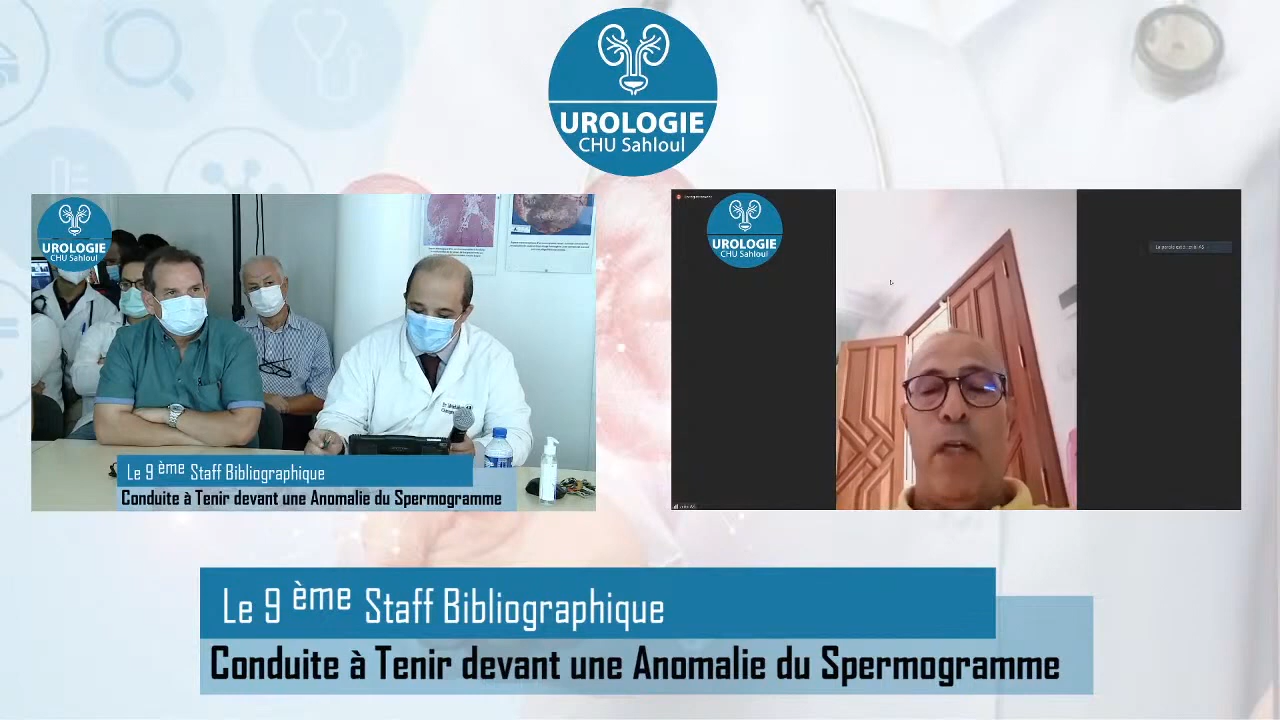 UROLOGIE
CHU Sahloul
UROLOGIE
CHU Sahloul
Le 9 ème Staff Bibliographique
Conduite à Tenir devant une Anomalie du Spermogramme
UROLOGIE
CHU Sahloul
Le 9 ème Staff Bibliographique
Conduite à Tenir devant une Anomalie du Spermogramme